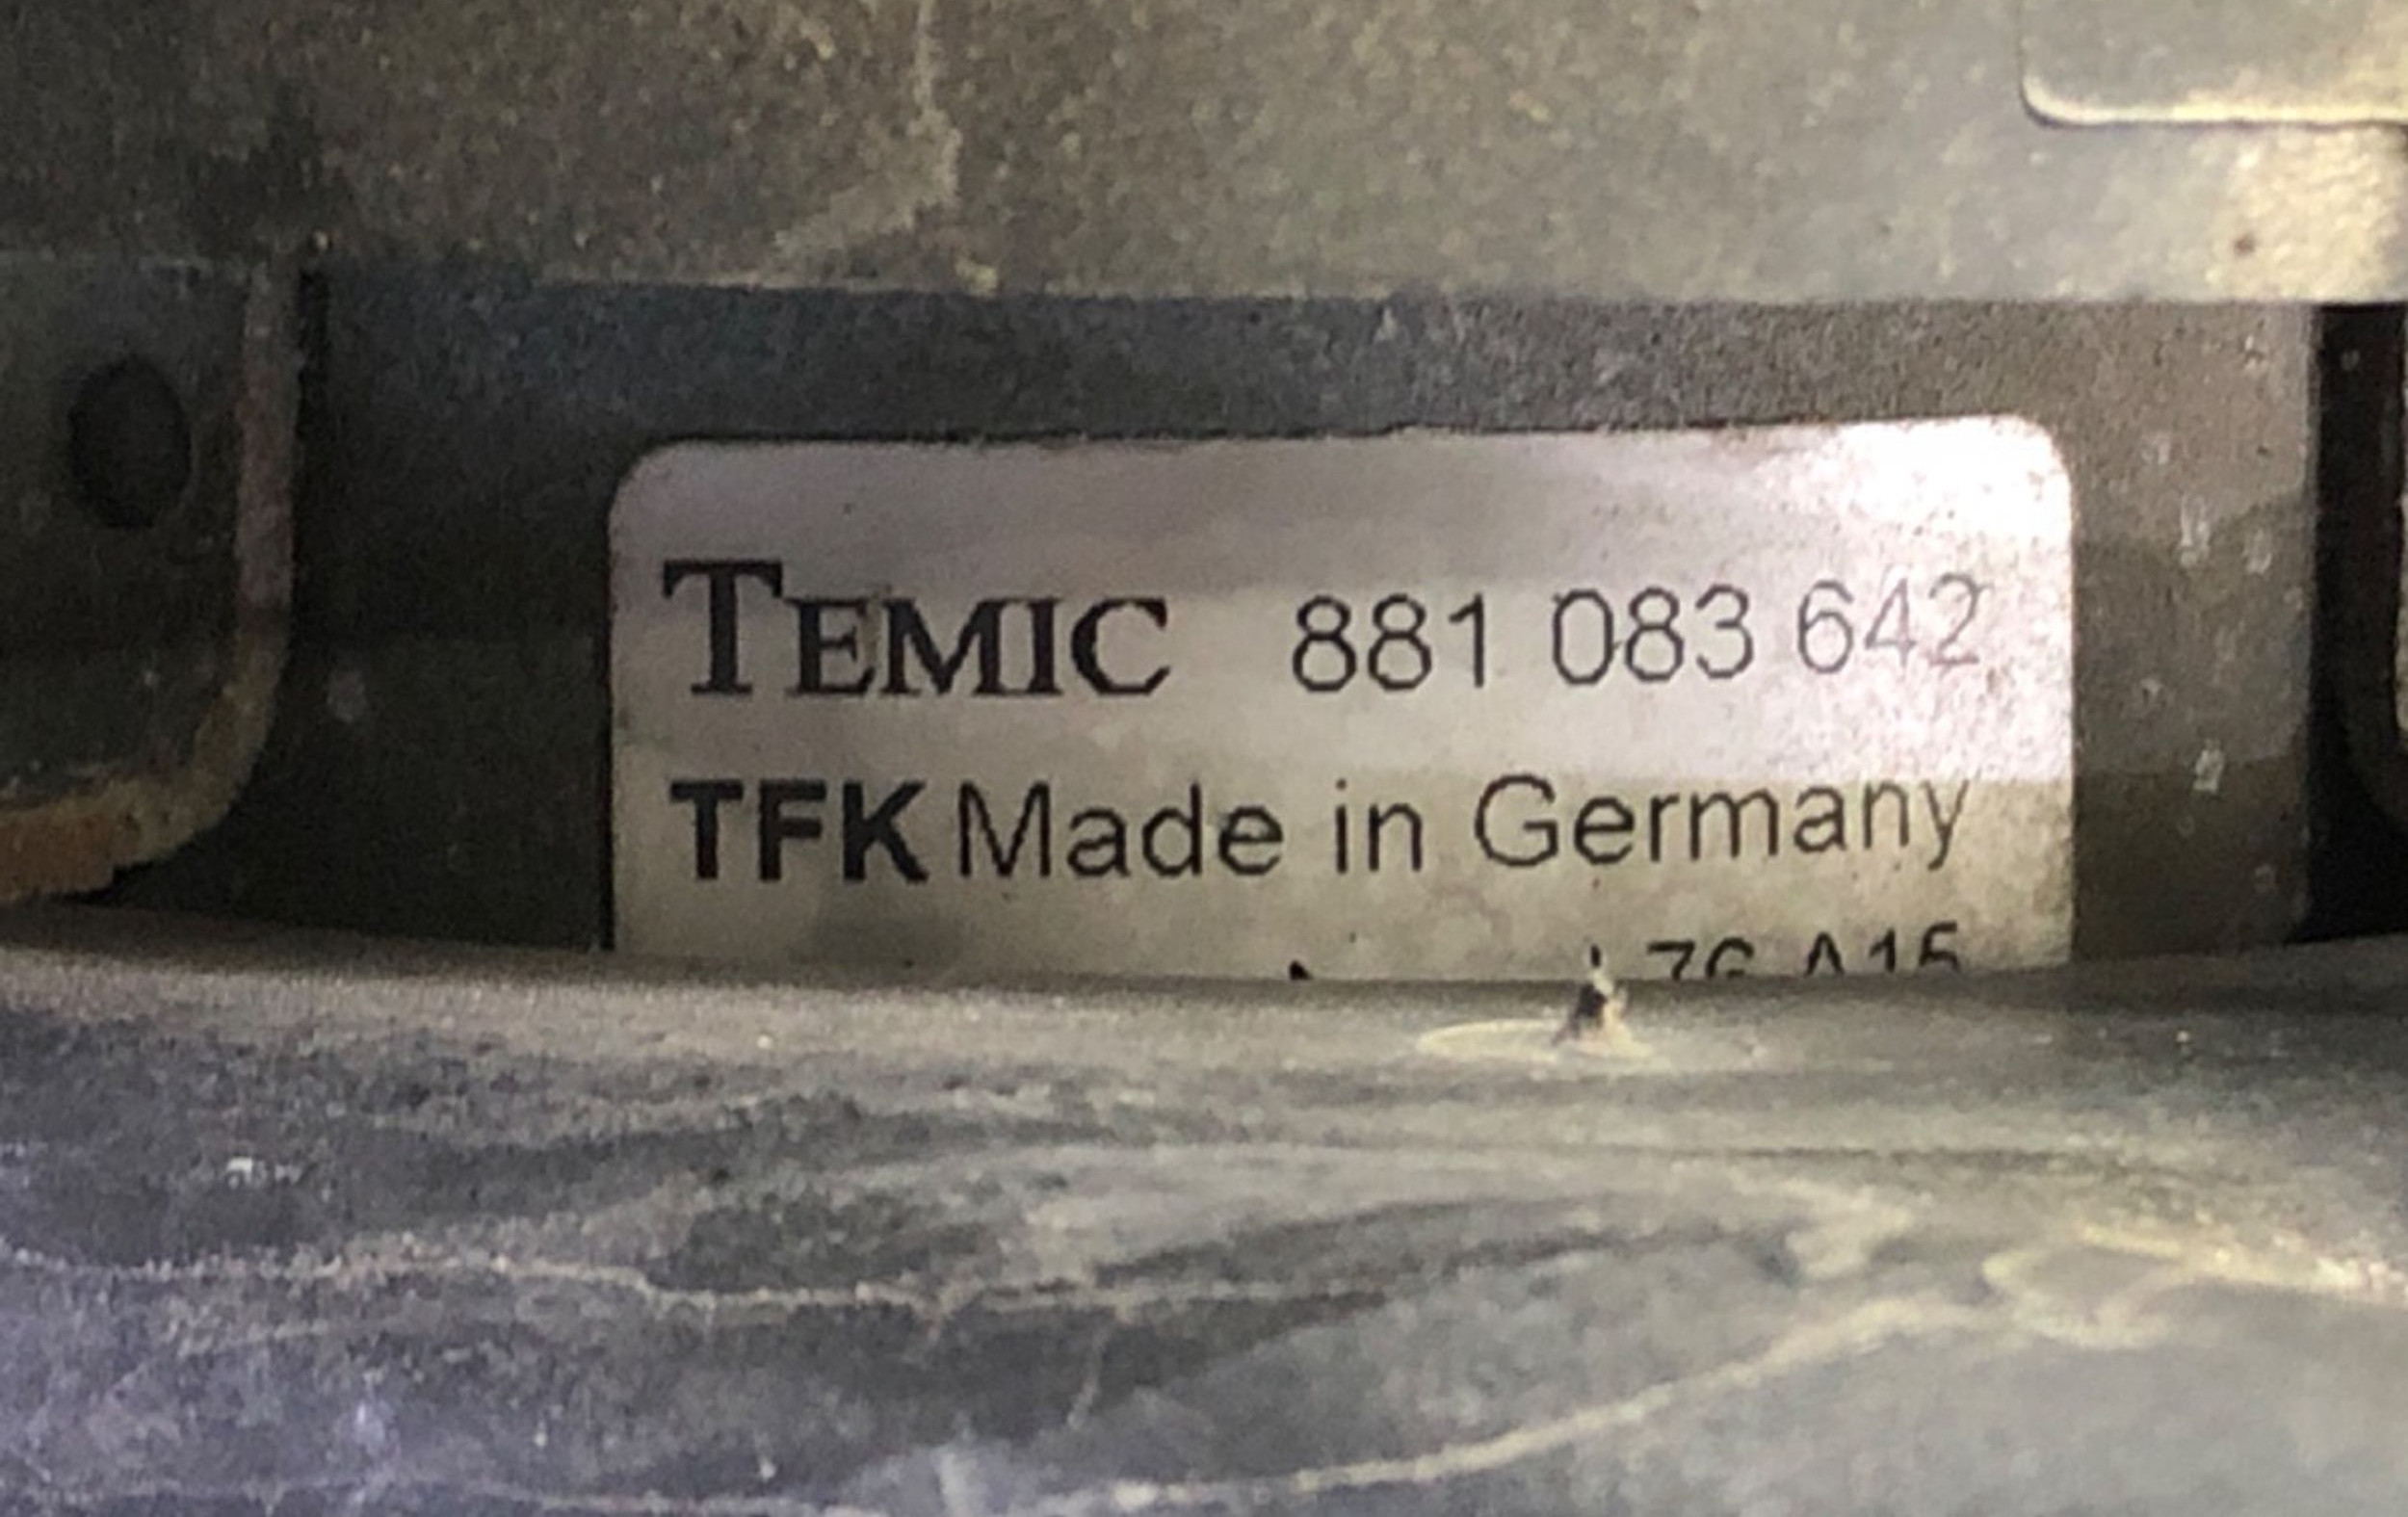 TEMIC 881 083 642
TFK Made in Germany